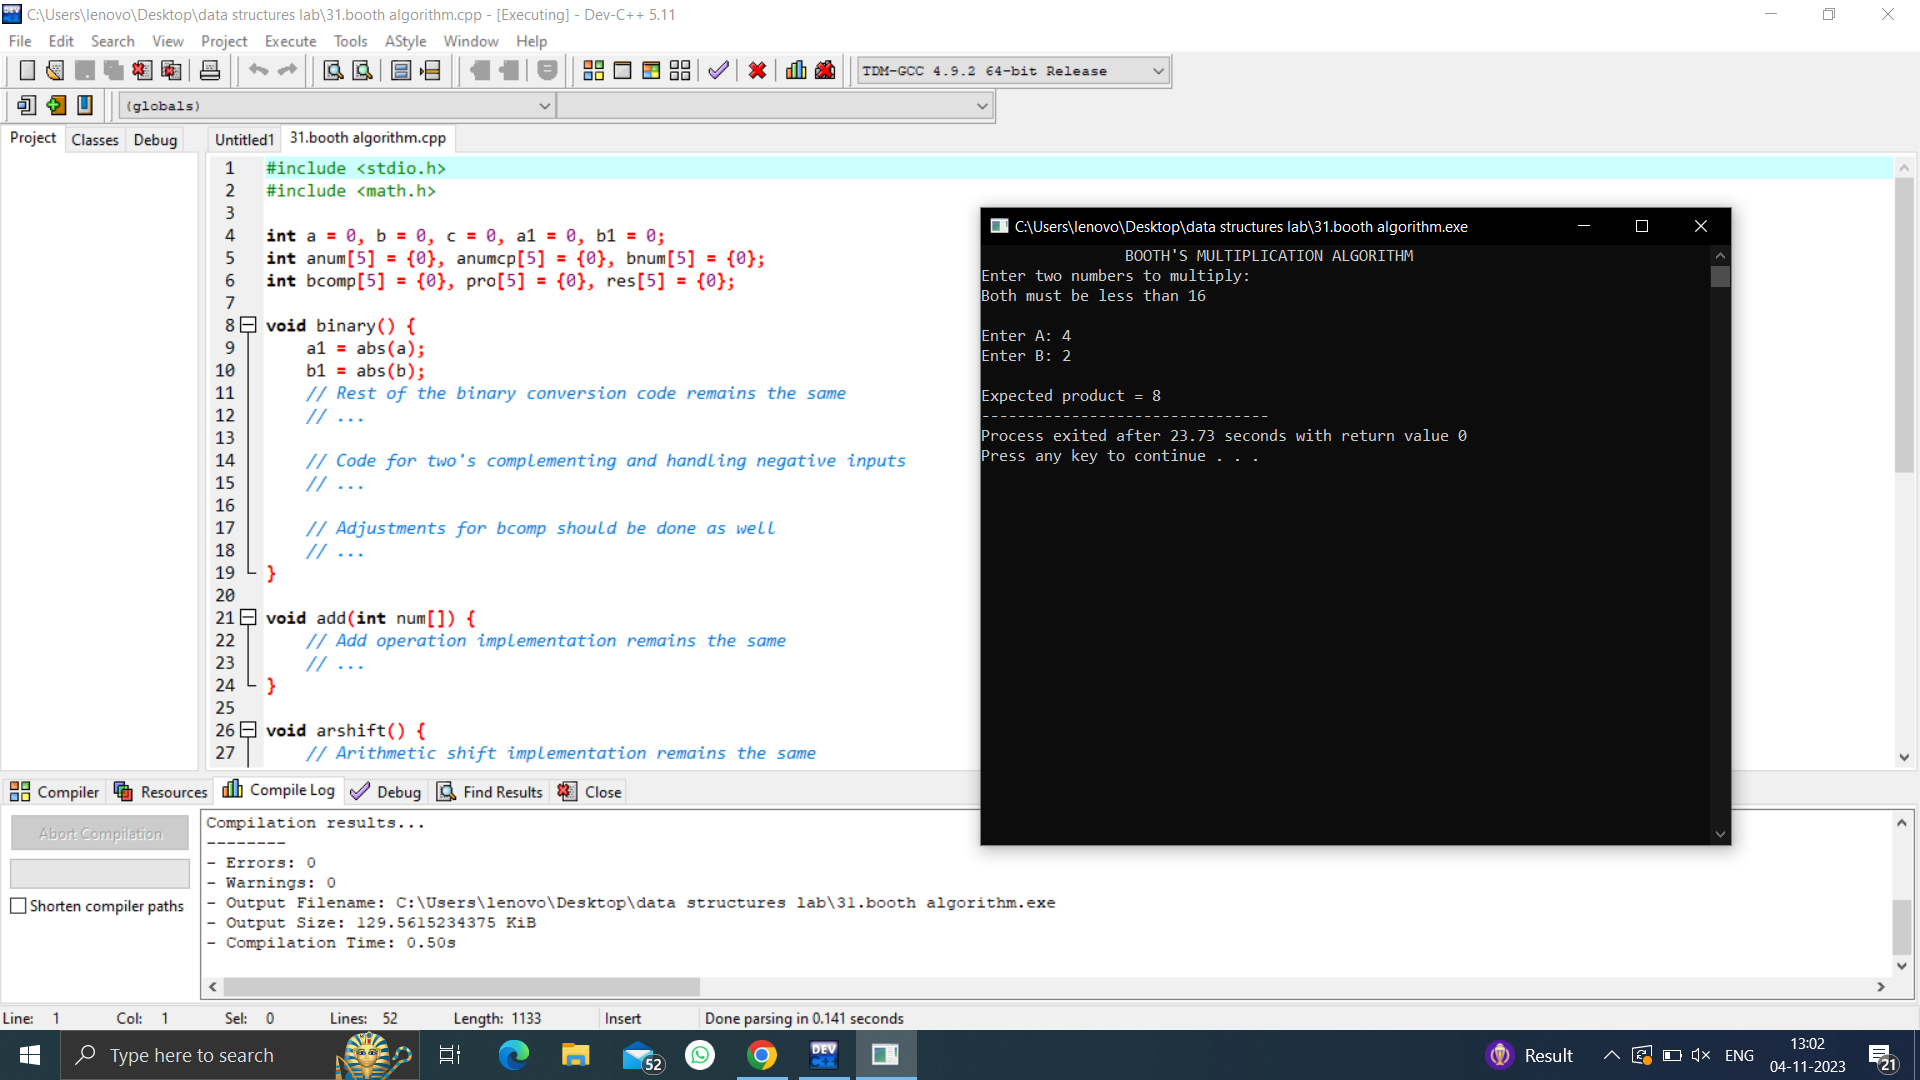 C:\Users\lenovo\Desktop\data structures lab\31.booth algorithm.cpp - [Executing] - Dev-C++ 5.11
File Edit Search View Project Execute Tools AStyle Window Help
TDM-GCC 4.9.2 64-bit Release
(globals)
Project Classes Debug Untitled1 31.booth algorithm.cpp
1 #include <stdio.h>
2 #include <math.h>
3
4 int a = 0, b = 0, c = 0, a1 = 0, b1 = 0;
5 int anum[5] = {0}, anumcp[5] = {0}, bnum[5] = {0};
6 int bcomp[5] = {0}, pro[5] = {0}, res[5] = {0};
7
8 void binary() {
9 a1 = abs(a);
10 b1 = abs(b);
11 // Rest of the binary conversion code remains the same
12 // ...
13
14 // Code for two's complementing and handling negative inputs
15 // ...
16
17 // Adjustments for bcomp should be done as well
18 // ...
19 }
20
21 void add(int num[]) {
22 // Add operation implementation remains the same
23 // ...
24 }
25
26 void arshift() {
27 // Arithmetic shift implementation remains the same
C:\Users\lenovo\Desktop\data structures lab\31.booth algorithm.exe
BOOTH'S MULTIPLICATION ALGORITHM
Enter two numbers to multiply:
Both must be less than 16
Enter A: 4
Enter B: 2
Expected product = 8
--------------------------------
Process exited after 23.73 seconds with return value 0
Press any key to continue . . .
Compiler Resources Compile Log Debug Find Results Close
Abort Compilation
Shorten compiler paths
Compilation results...
--------
- Errors: 0
- Warnings: 0
- Output Filename: C:\Users\lenovo\Desktop\data structures lab\31.booth algorithm.exe
- Output Size: 129.5615234375 KiB
- Compilation Time: 0.50s
Line: 1 Col: 1 Sel: 0 Lines: 52 Length: 1133 Insert Done parsing in 0.141 seconds
Type here to search
52
DEV C++
Result
ENG
13:02
04-11-2023
21